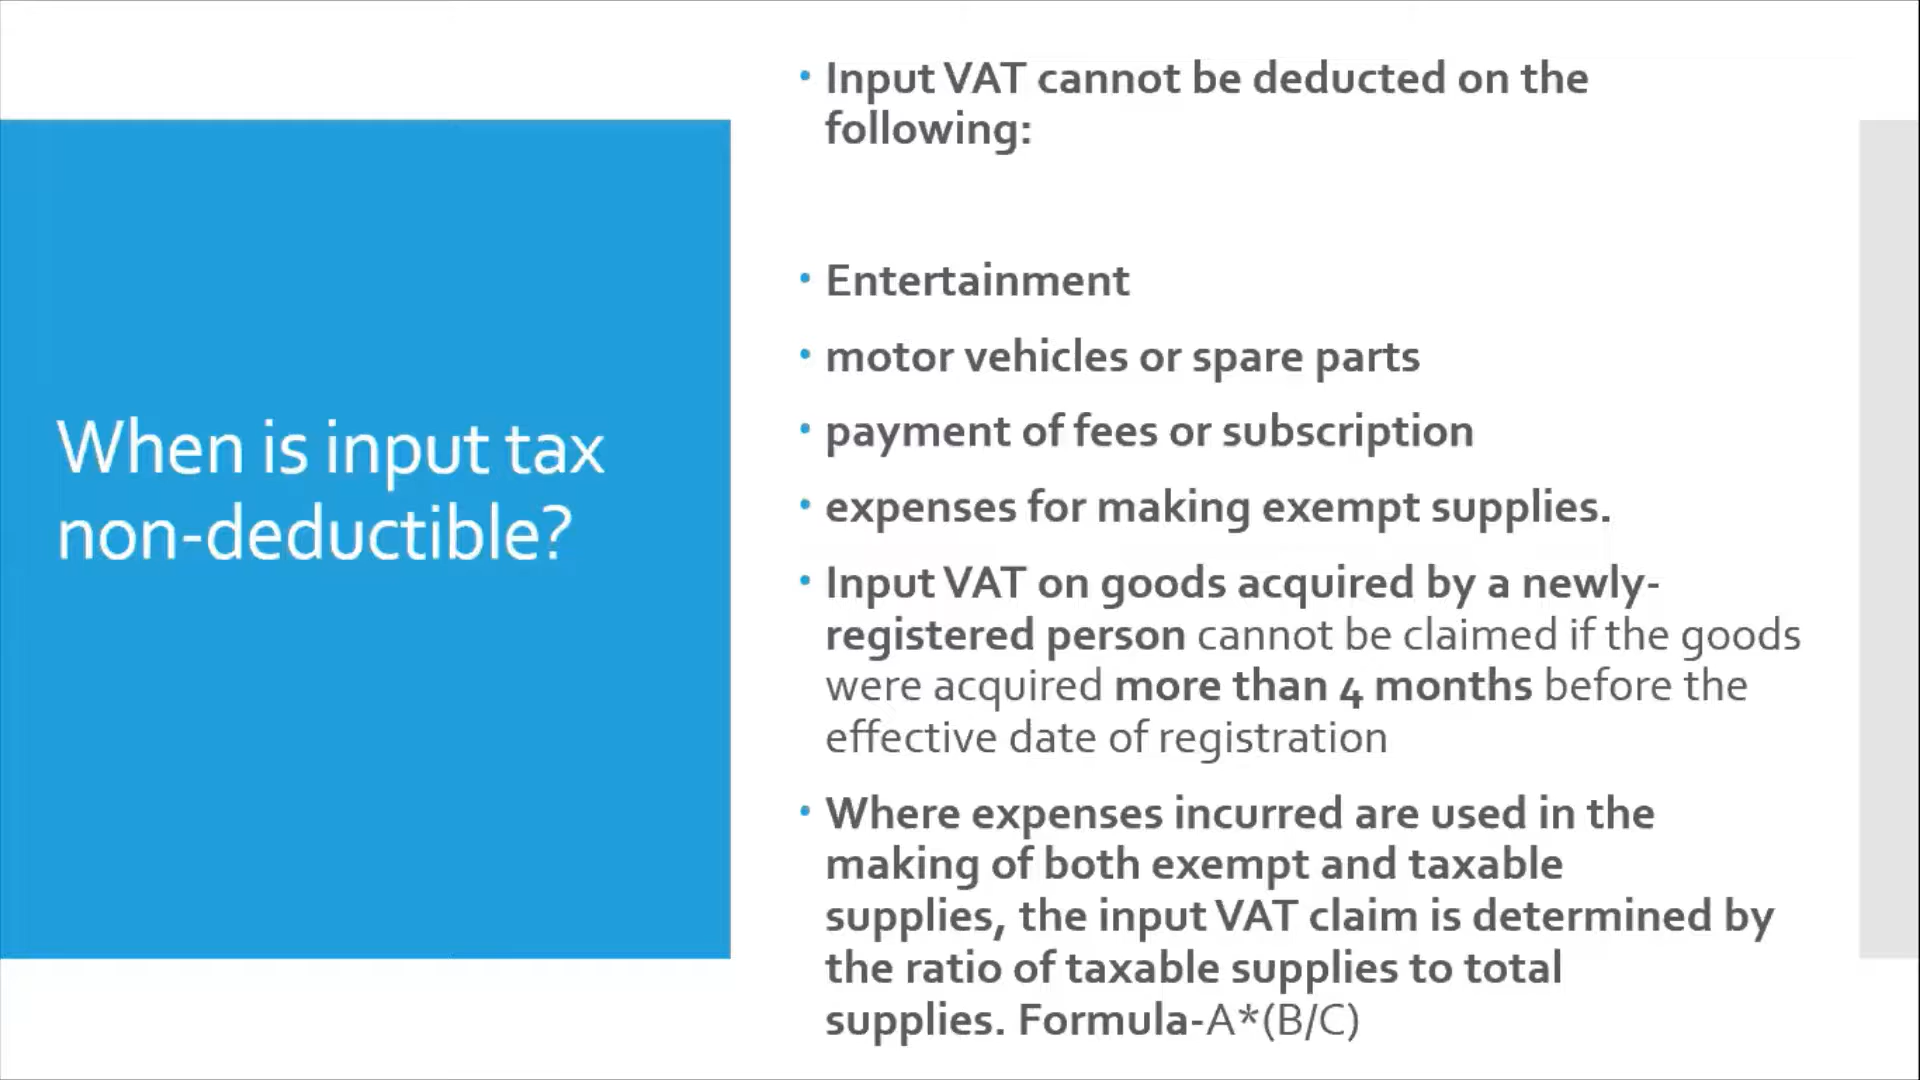 When is input tax
non-deductible?
• Input VAT cannot be deducted on the
following:
• Entertainment
• motor vehicles or spare parts
• payment of fees or subscription
• expenses for making exempt supplies.
• Input VAT on goods acquired by a newly-
registered person cannot be claimed if the goods
were acquired more than 4 months before the
effective date of registration
• Where expenses incurred are used in the
making of both exempt and taxable
supplies, the input VAT claim is determined by
the ratio of taxable supplies to total
supplies. Formula-A*(B/C)